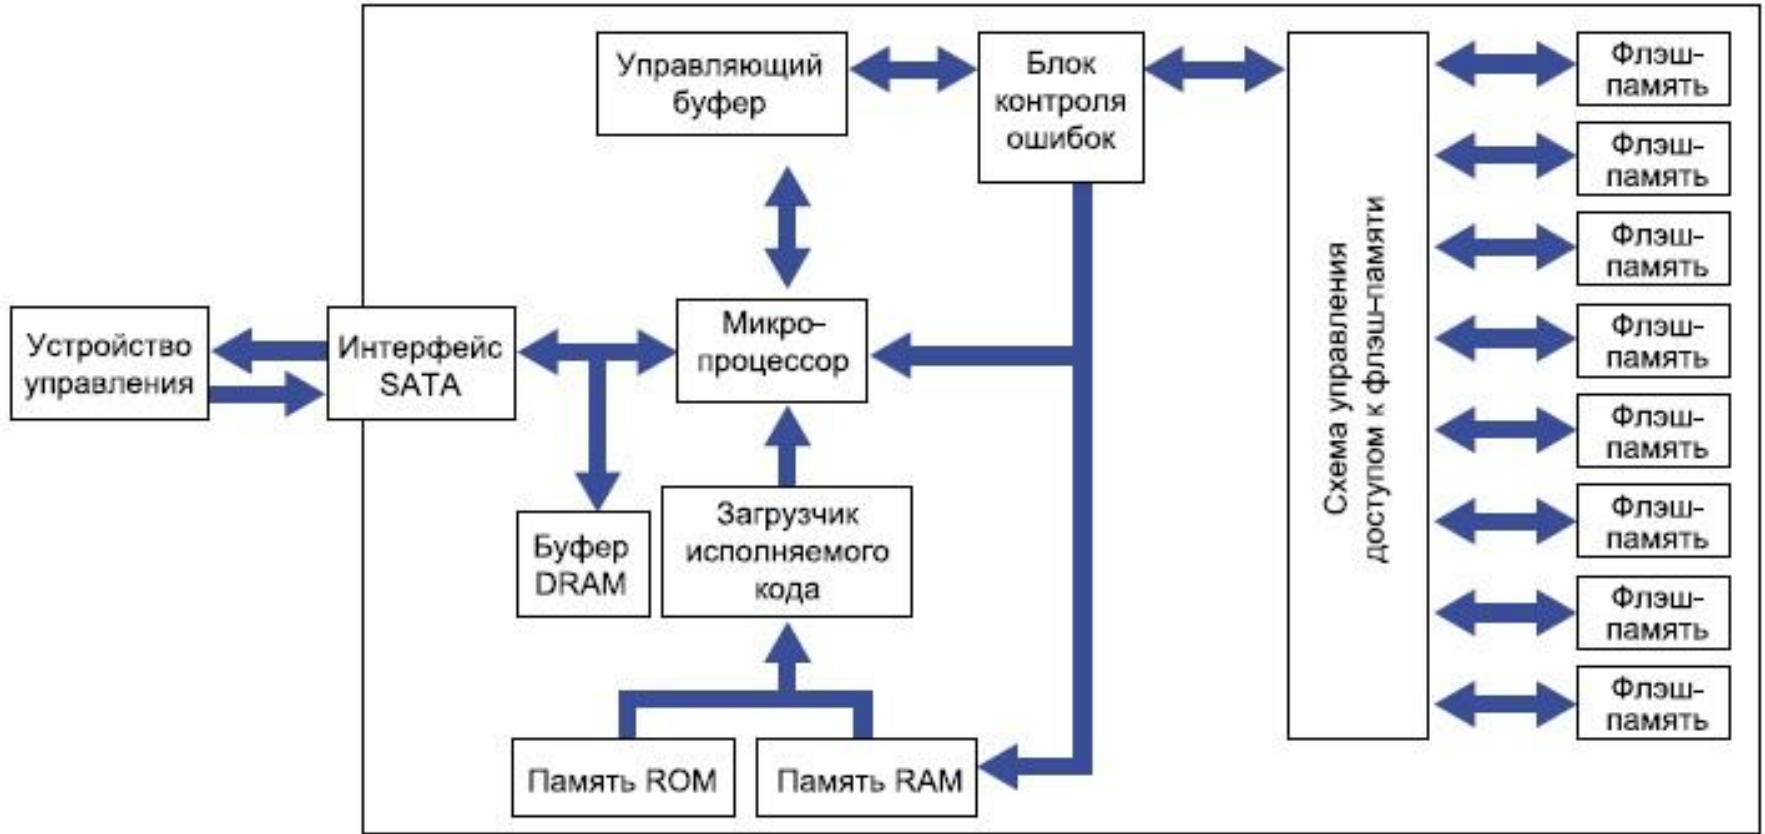 Управляющий
буфер
Блок
контроля
ошибок
Схема управления
доступом к флэш-памяти
Флэш-
память
Флэш-
память
Флэш-
память
Флэш-
память
Флэш-
память
Флэш-
память
Флэш-
память
Флэш-
память
Устройство
управления
Интерфейс
SATA
Микро-
процессор
Буфер
DRAM
Загрузчик
исполняемого
кода
Память ROM
Память RAM